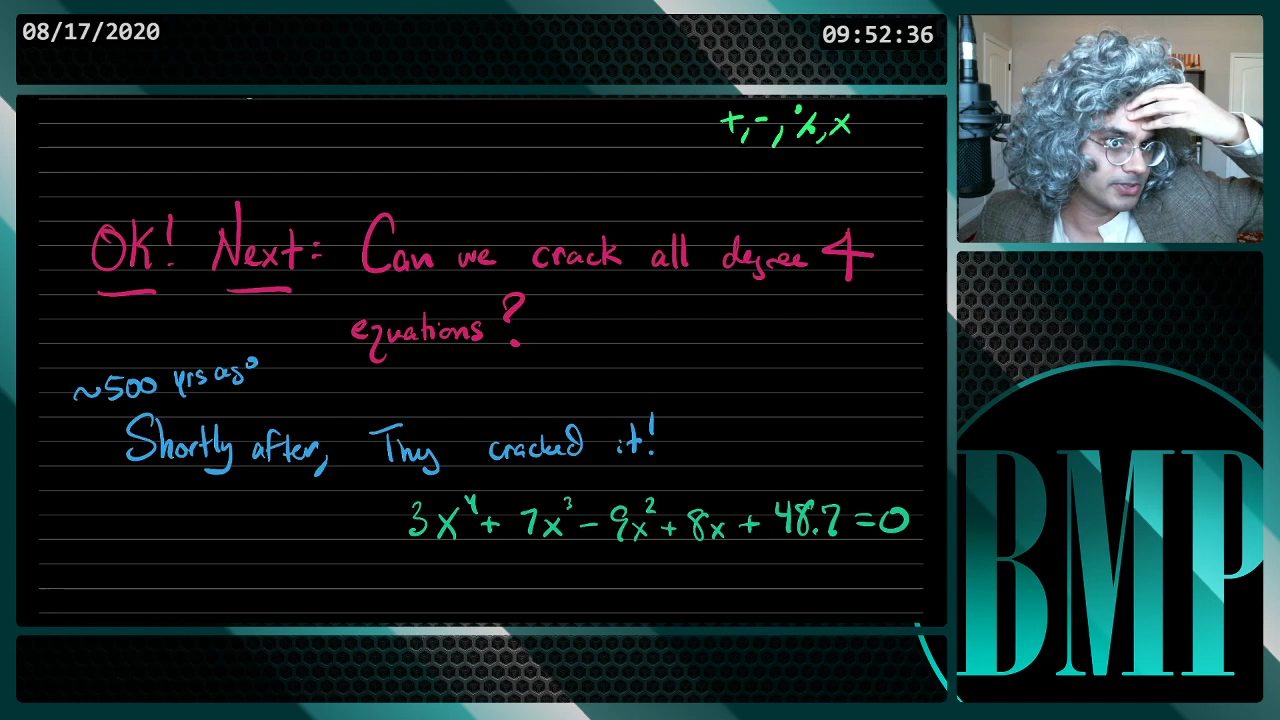 08/17/2020
09:52:36
+, -, %, x
OK! Next: Can we crack all degree 4
equations?
~500 yrs ago
Shortly after, They cracked it!
3x⁴ + 7x³ - 9x² + 8x + 48.7 = 0
BMP